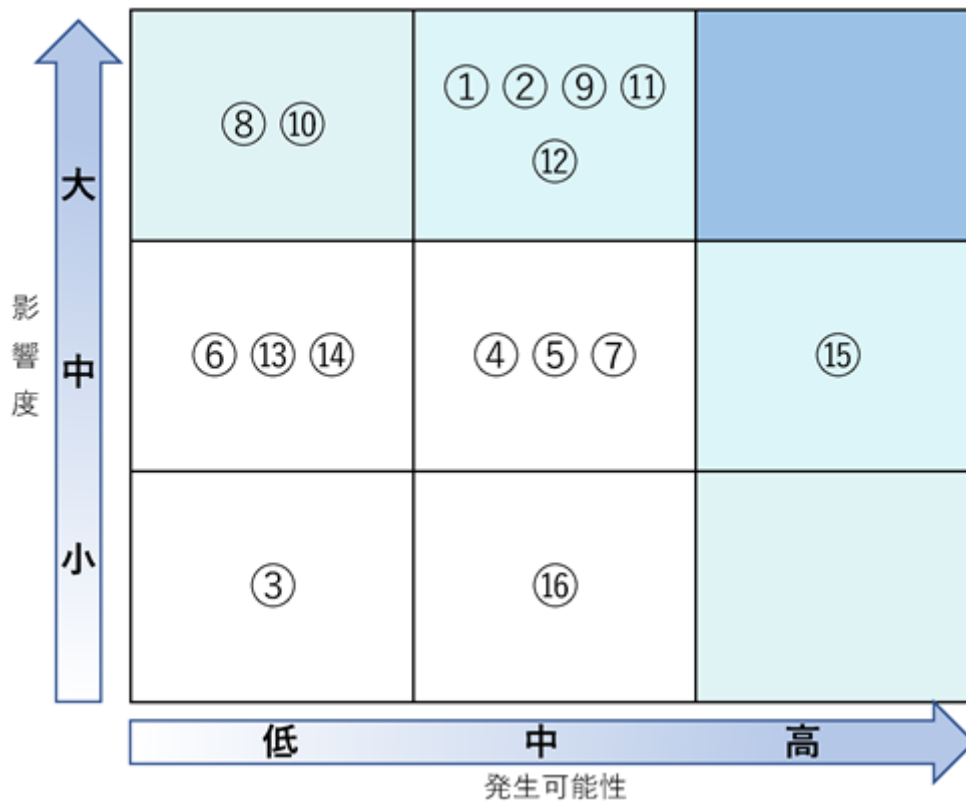 大
① ② ⑨ ⑪
⑧ ⑩
⑫
影響度
中
⑥ ⑬ ⑭
④ ⑤ ⑦
⑮
小
③
⑯
低
中
高
発生可能性